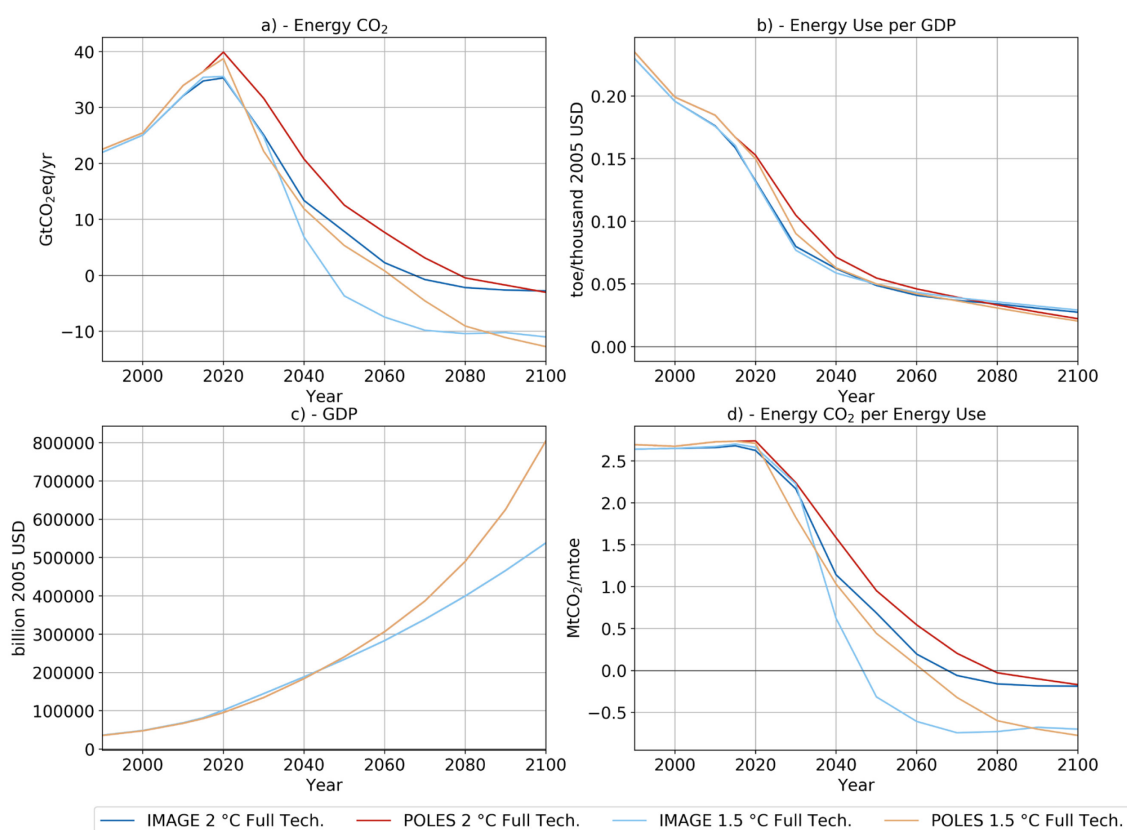 a) - Energy CO₂
40
30
20
10
0
−10
GtCO₂eq/yr
2000 2020 2040 2060 2080 2100
Year
b) - Energy Use per GDP
0.20
0.15
0.10
0.05
0.00
toe/thousand 2005 USD
2000 2020 2040 2060 2080 2100
Year
c) - GDP
800000
700000
600000
500000
400000
300000
200000
100000
0
billion 2005 USD
2000 2020 2040 2060 2080 2100
Year
d) - Energy CO₂ per Energy Use
2.5
2.0
1.5
1.0
0.5
0.0
−0.5
MtCO₂/mtoe
2000 2020 2040 2060 2080 2100
Year
IMAGE 2 °C Full Tech. POLES 2 °C Full Tech. IMAGE 1.5 °C Full Tech. POLES 1.5 °C Full Tech.